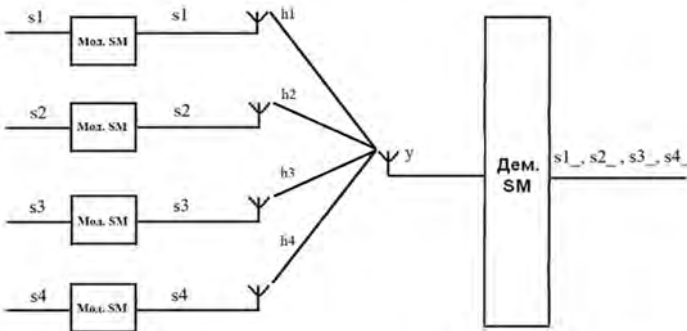 s1 Мод. SM s1 h1
s2 Мод. SM s2 h2
s3 Мод. SM s3 h3
s4 Мод. SM s4 h4
y
Дем.
SM
s1_, s2_ , s3_, s4_